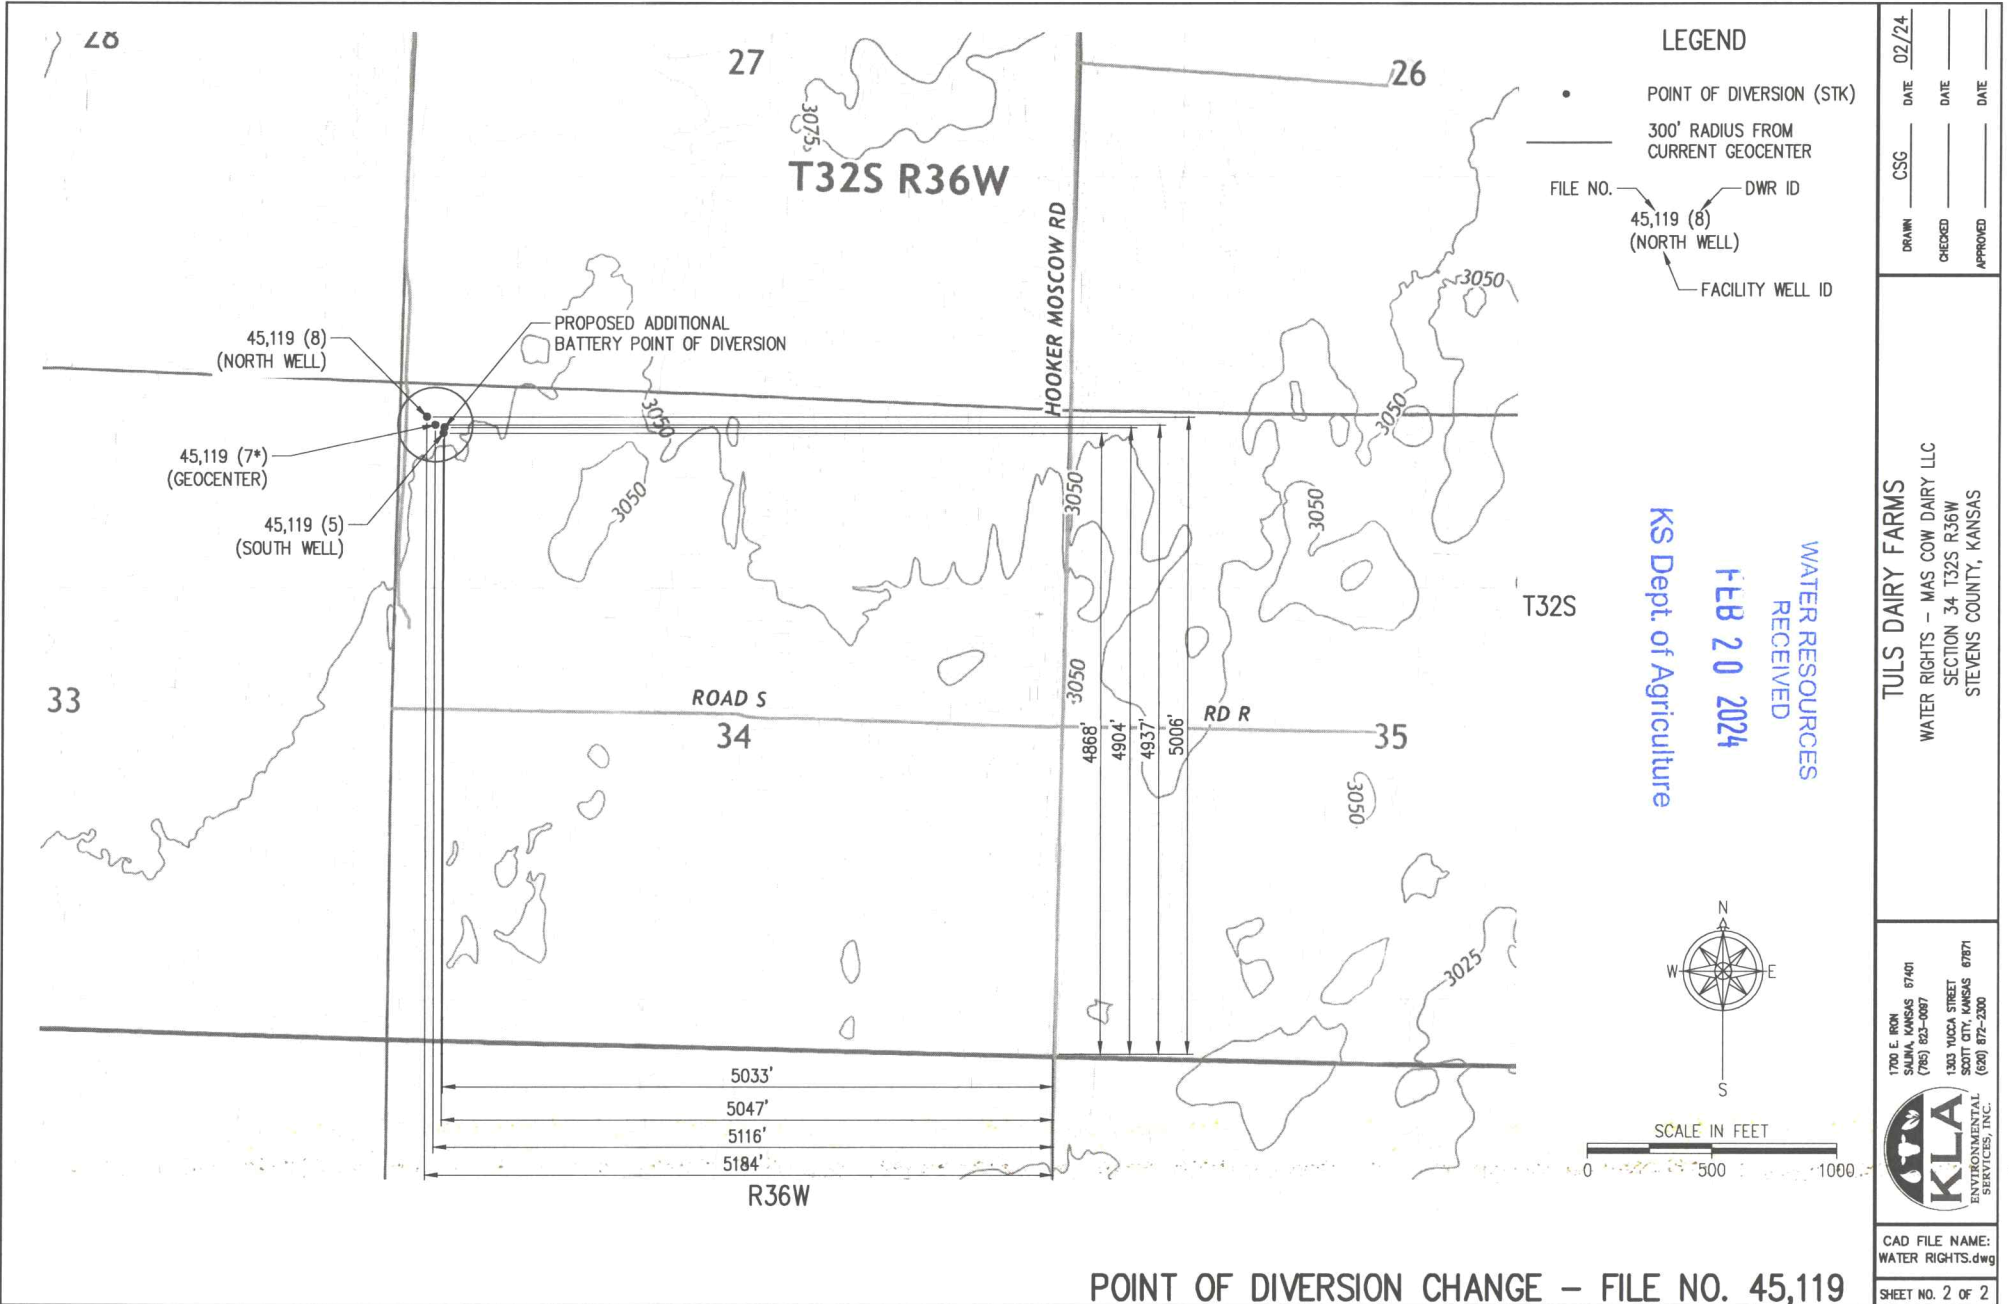 28
27
26
3075
T32S R36W
HOOKER MOSCOW RD
PROPOSED ADDITIONAL
BATTERY POINT OF DIVERSION
45,119 (8)
(NORTH WELL)
45,119 (7*)
(GEOCENTER)
45,119 (5)
(SOUTH WELL)
3050
3050
3050
3050
3050
3050
3050
3050
3025
33
34
35
ROAD S
RD R
4868'
4904'
4937'
5006'
5033'
5047'
5116'
5184'
R36W
T32S
LEGEND
POINT OF DIVERSION (STK)
300' RADIUS FROM
CURRENT GEOCENTER
FILE NO.
DWR ID
45,119 (8)
(NORTH WELL)
FACILITY WELL ID
WATER RESOURCES
RECEIVED
FEB 20 2024
KS Dept. of Agriculture
N
W
E
S
SCALE IN FEET
0 500 1000
POINT OF DIVERSION CHANGE – FILE NO. 45,119
DRAWN CSG DATE 02/24
CHECKED DATE
APPROVED DATE
TULS DAIRY FARMS
WATER RIGHTS – MAS COW DAIRY LLC
SECTION 34 T32S R36W
STEVENS COUNTY, KANSAS
1700 E. IRON
SALINA, KANSAS 67401
(785) 823-0097
1303 YUCCA STREET
SCOTT CITY, KANSAS 67871
(620) 872-2300
KLA
ENVIRONMENTAL
SERVICES, INC.
CAD FILE NAME:
WATER RIGHTS.dwg
SHEET NO. 2 OF 2